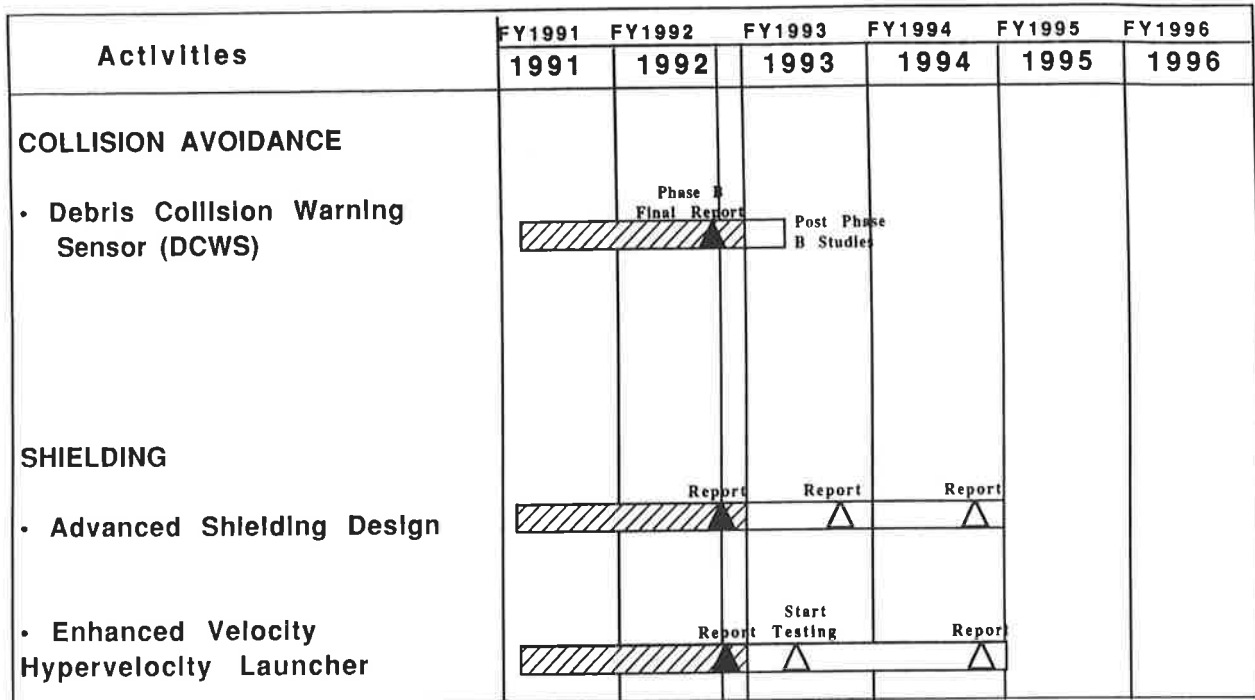 Activities
FY1991 FY1992 FY1993 FY1994 FY1995 FY1996
1991 1992 1993 1994 1995 1996
COLLISION AVOIDANCE
• Debris Collision Warning
Sensor (DCWS)
Phase B
Final Report
Post Phase
B Studies
SHIELDING
• Advanced Shielding Design
Report Report Report
• Enhanced Velocity
Hypervelocity Launcher
Report
Start
Testing
Report